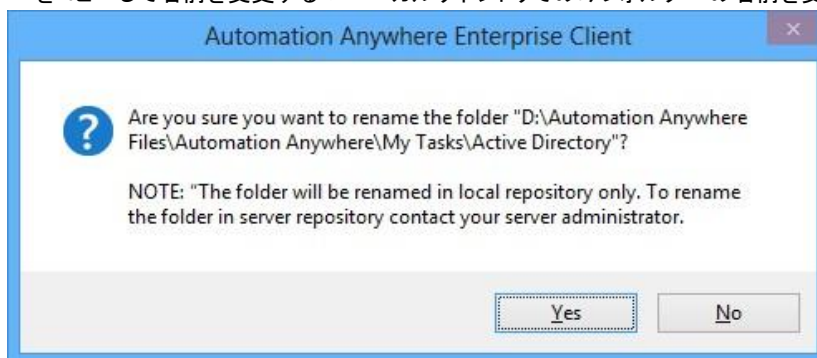 Automation Anywhere Enterprise Client
Are you sure you want to rename the folder "D:\Automation Anywhere
Files\Automation Anywhere\My Tasks\Active Directory"?
NOTE: "The folder will be renamed in local repository only. To rename
the folder in server repository contact your server administrator.
Yes
No